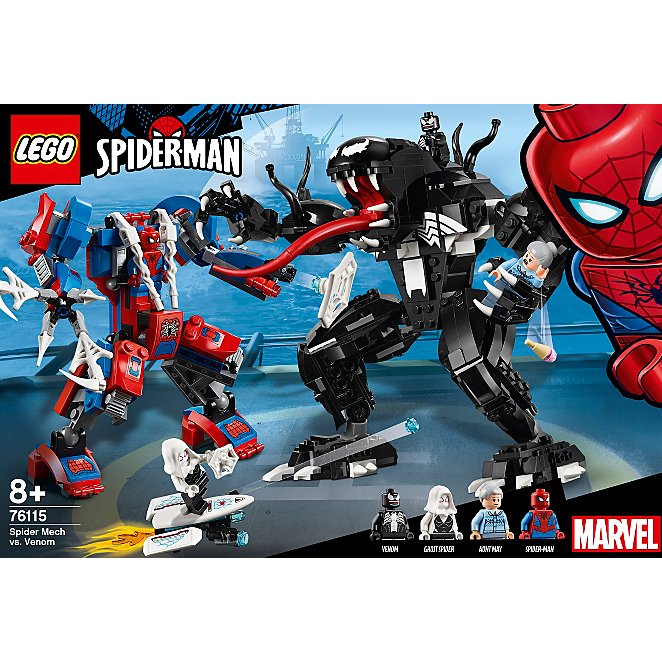 LEGO
SPIDERMAN
8+
76115
Spider Mech
vs. Venom
VENOM
GHOST SPIDER
AUNT MAY
SPIDER-MAN
MARVEL